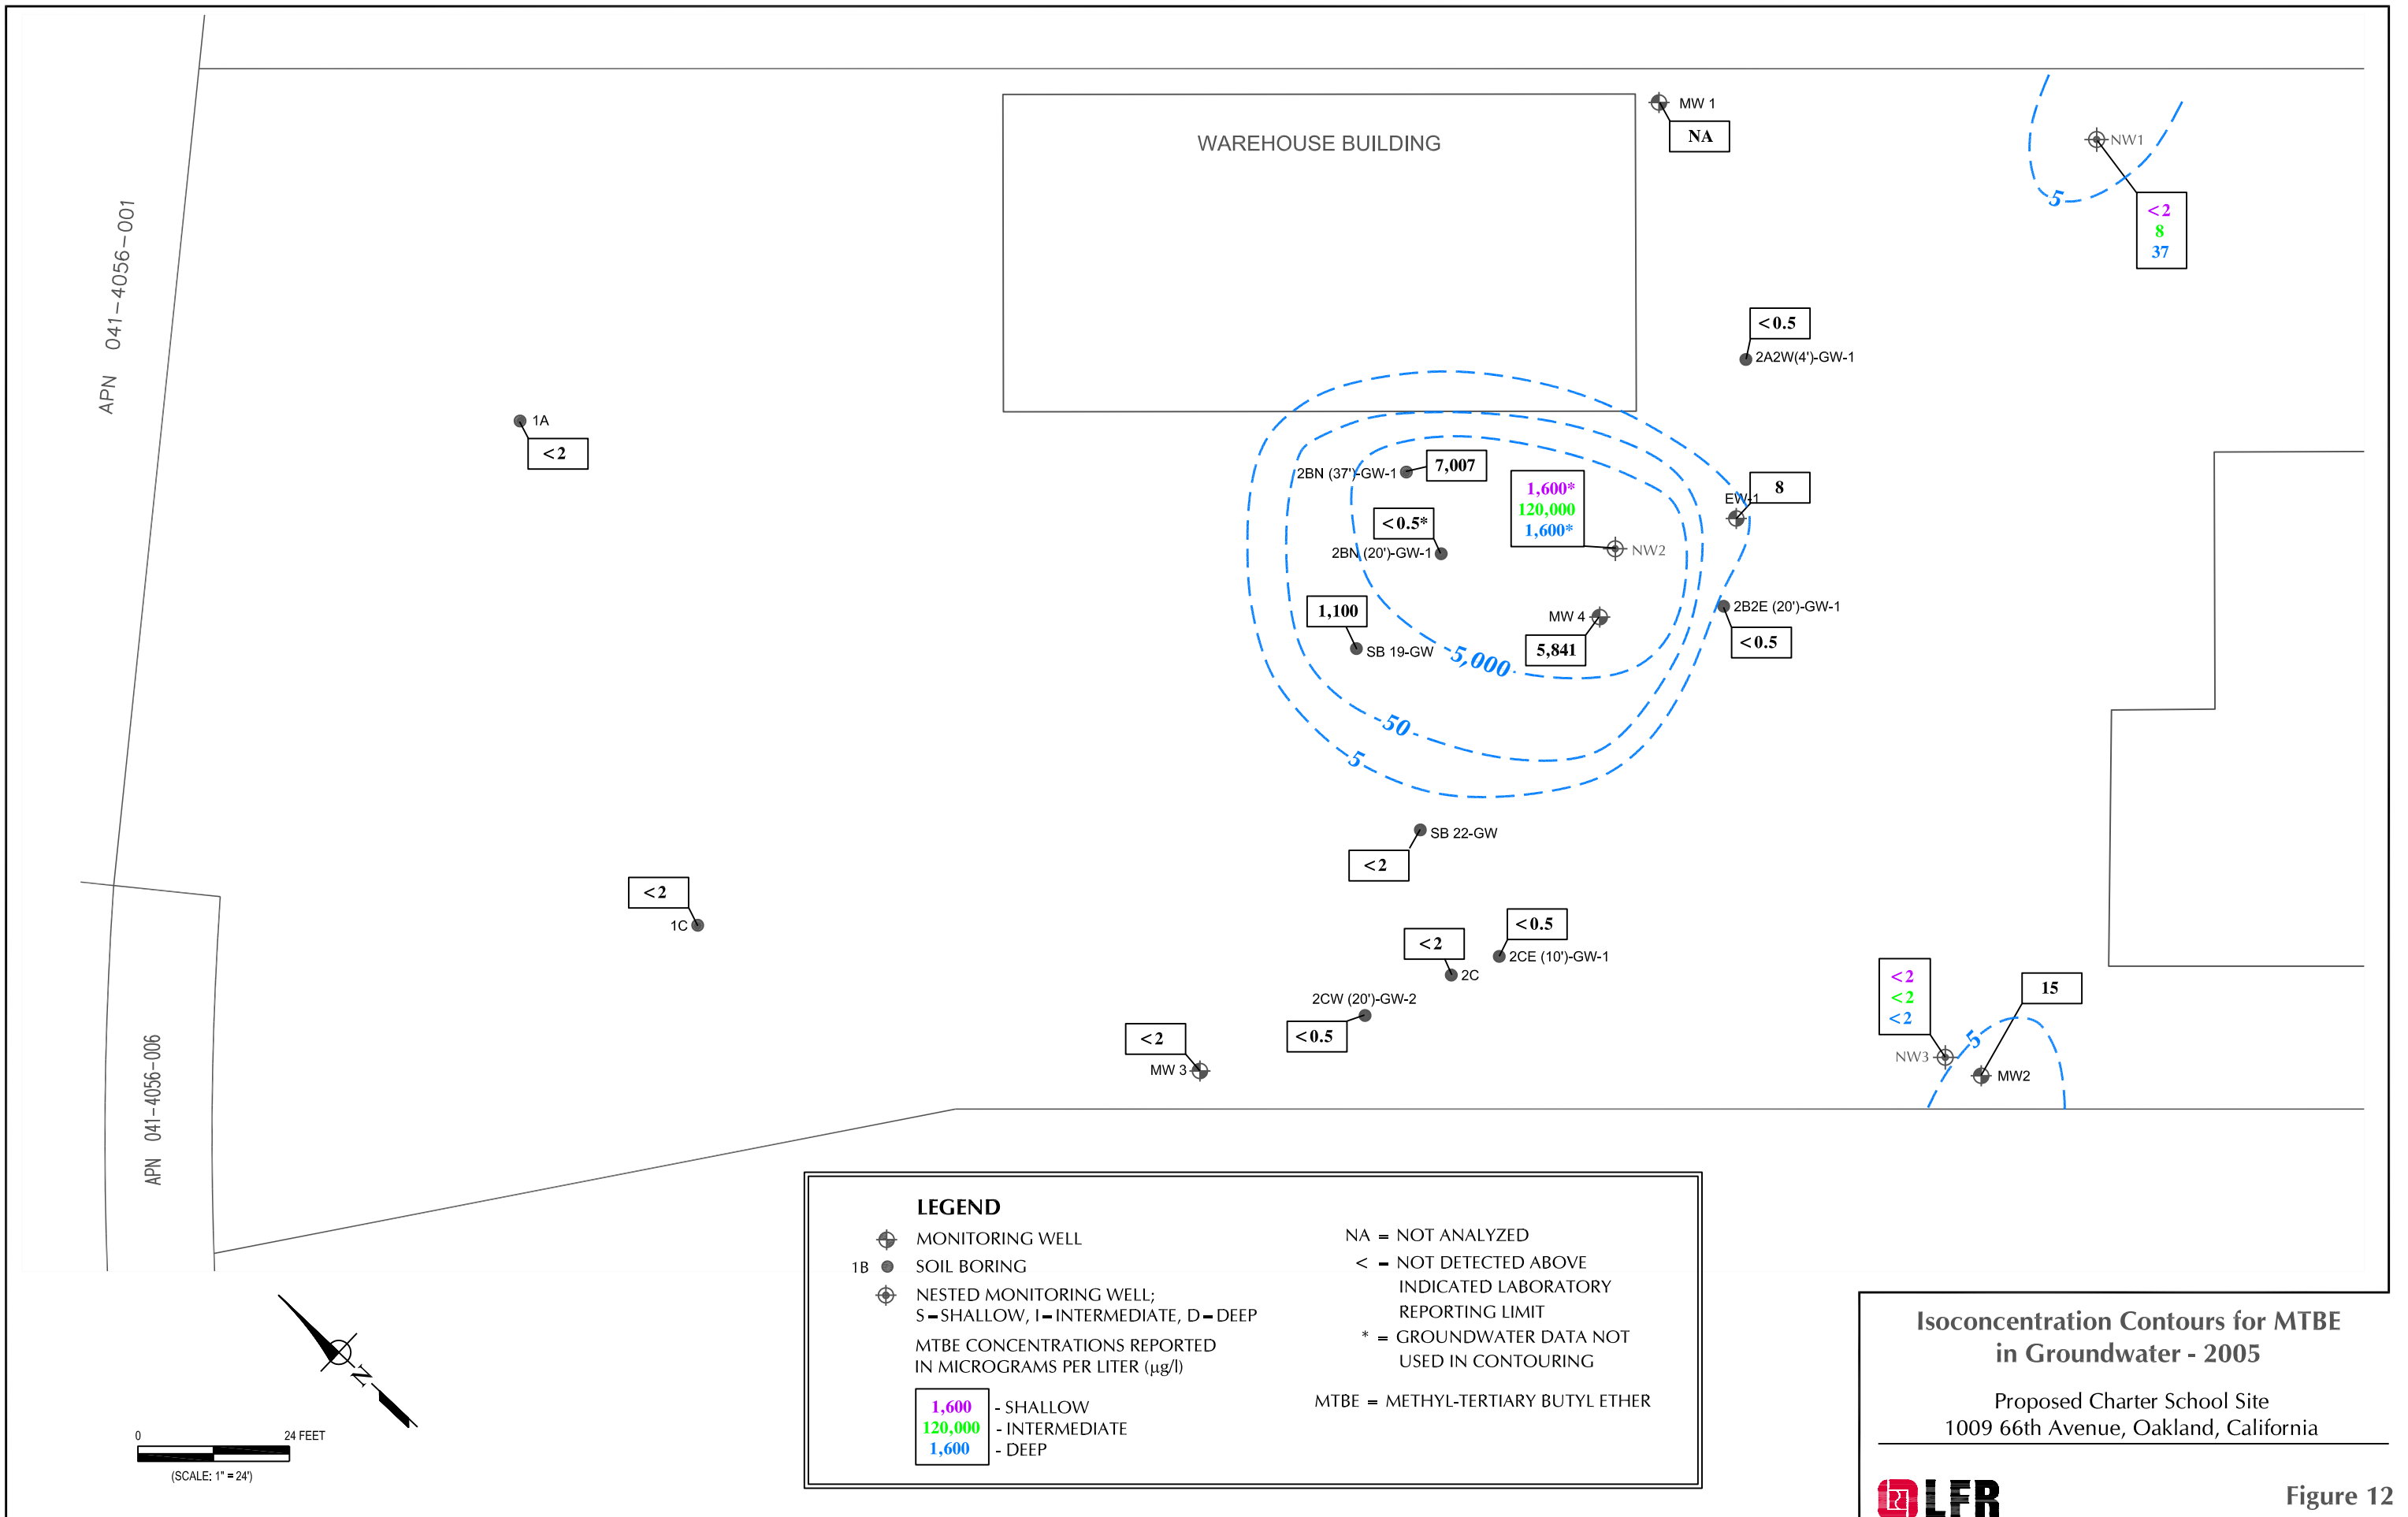 WAREHOUSE BUILDING
MW 1
NA
NW1
5
<2
8
37
APN 041-4056-001
<0.5
2A2W(4')-GW-1
1A
<2
2BN (37')-GW-1
7,007
1,600*
120,000
1,600*
NW2
8
EW-1
<0.5*
2BN (20')-GW-1
1,100
SB 19-GW
MW 4
5,841
2B2E (20')-GW-1
<0.5
5,000
50
5
SB 22-GW
<2
<2
1C
<0.5
2CE (10')-GW-1
<2
2C
2CW (20')-GW-2
<0.5
<2
MW 3
<2
<2
<2
NW3
15
5
MW2
APN 041-4056-006
LEGEND
MONITORING WELL
1B SOIL BORING
NESTED MONITORING WELL;
S=SHALLOW, I=INTERMEDIATE, D=DEEP
MTBE CONCENTRATIONS REPORTED
IN MICROGRAMS PER LITER (µg/l)
1,600 - SHALLOW
120,000 - INTERMEDIATE
1,600 - DEEP
NA = NOT ANALYZED
< = NOT DETECTED ABOVE
INDICATED LABORATORY
REPORTING LIMIT
* = GROUNDWATER DATA NOT
USED IN CONTOURING
MTBE = METHYL-TERTIARY BUTYL ETHER
N
0 24 FEET
(SCALE: 1" = 24')
Isoconcentration Contours for MTBE
in Groundwater - 2005
Proposed Charter School Site
1009 66th Avenue, Oakland, California
LFR
Figure 12